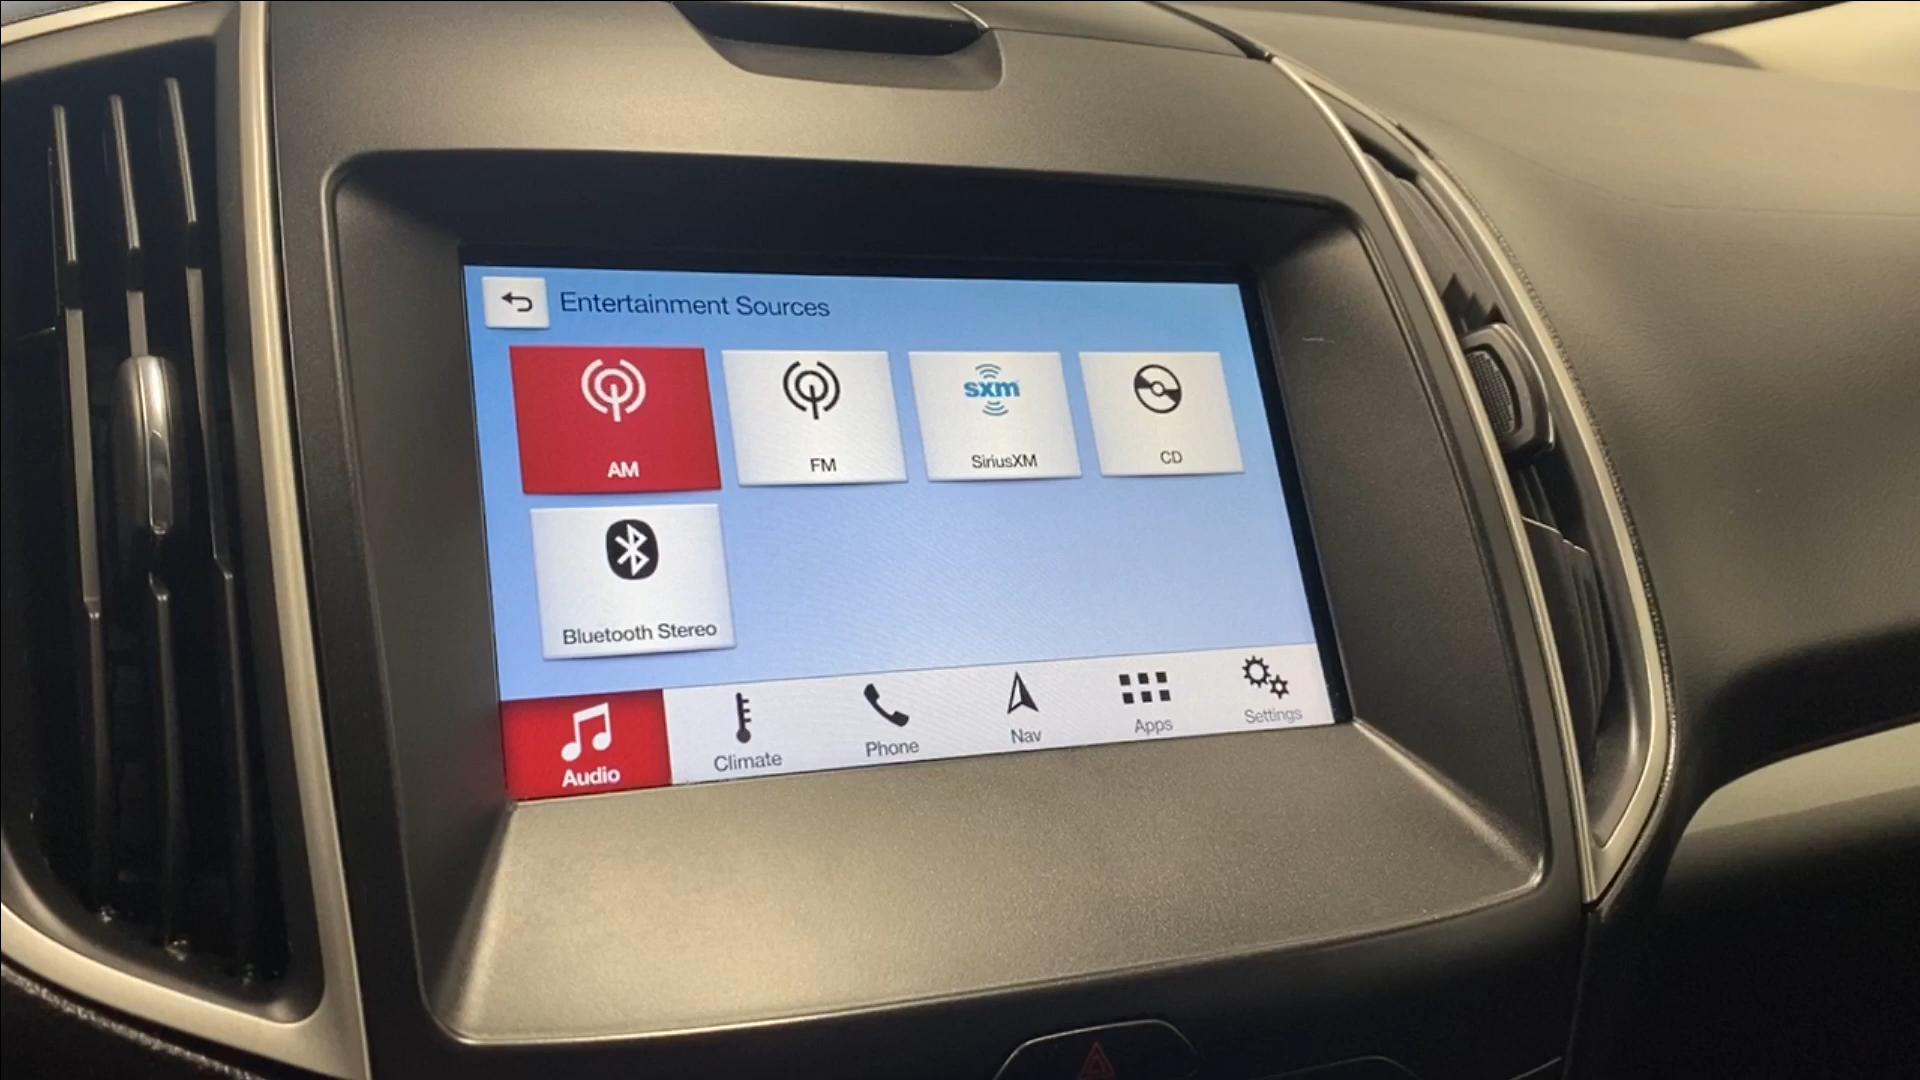 Entertainment Sources
AM
FM
sxm
SiriusXM
CD
Bluetooth Stereo
Audio
Climate
Phone
Nav
Apps
Settings